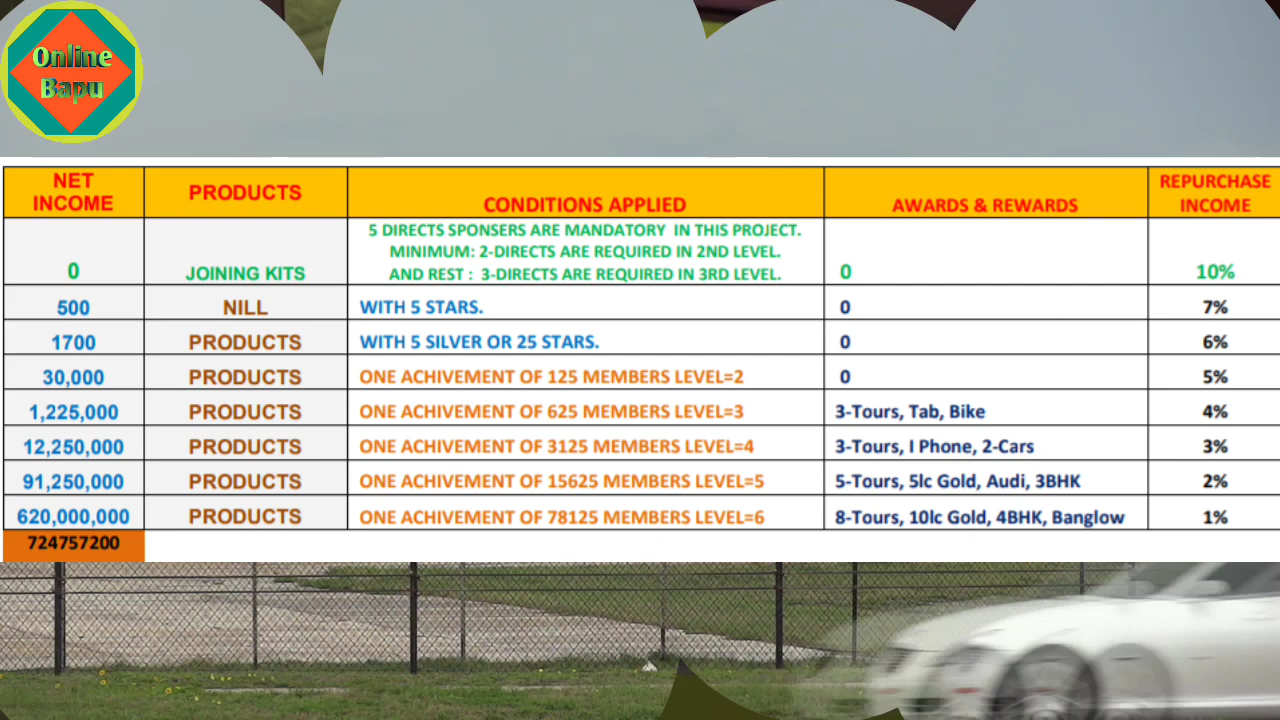 Online
Bapu
NET INCOME PRODUCTS CONDITIONS APPLIED AWARDS & REWARDS REPURCHASE INCOME
5 DIRECTS SPONSERS ARE MANDATORY IN THIS PROJECT.
MINIMUM: 2-DIRECTS ARE REQUIRED IN 2ND LEVEL.
0 JOINING KITS AND REST : 3-DIRECTS ARE REQUIRED IN 3RD LEVEL. 0 10%
500 NILL WITH 5 STARS. 0 7%
1700 PRODUCTS WITH 5 SILVER OR 25 STARS. 0 6%
30,000 PRODUCTS ONE ACHIVEMENT OF 125 MEMBERS LEVEL=2 0 5%
1,225,000 PRODUCTS ONE ACHIVEMENT OF 625 MEMBERS LEVEL=3 3-Tours, Tab, Bike 4%
12,250,000 PRODUCTS ONE ACHIVEMENT OF 3125 MEMBERS LEVEL=4 3-Tours, I Phone, 2-Cars 3%
91,250,000 PRODUCTS ONE ACHIVEMENT OF 15625 MEMBERS LEVEL=5 5-Tours, 5lc Gold, Audi, 3BHK 2%
620,000,000 PRODUCTS ONE ACHIVEMENT OF 78125 MEMBERS LEVEL=6 8-Tours, 10lc Gold, 4BHK, Banglow 1%
724757200